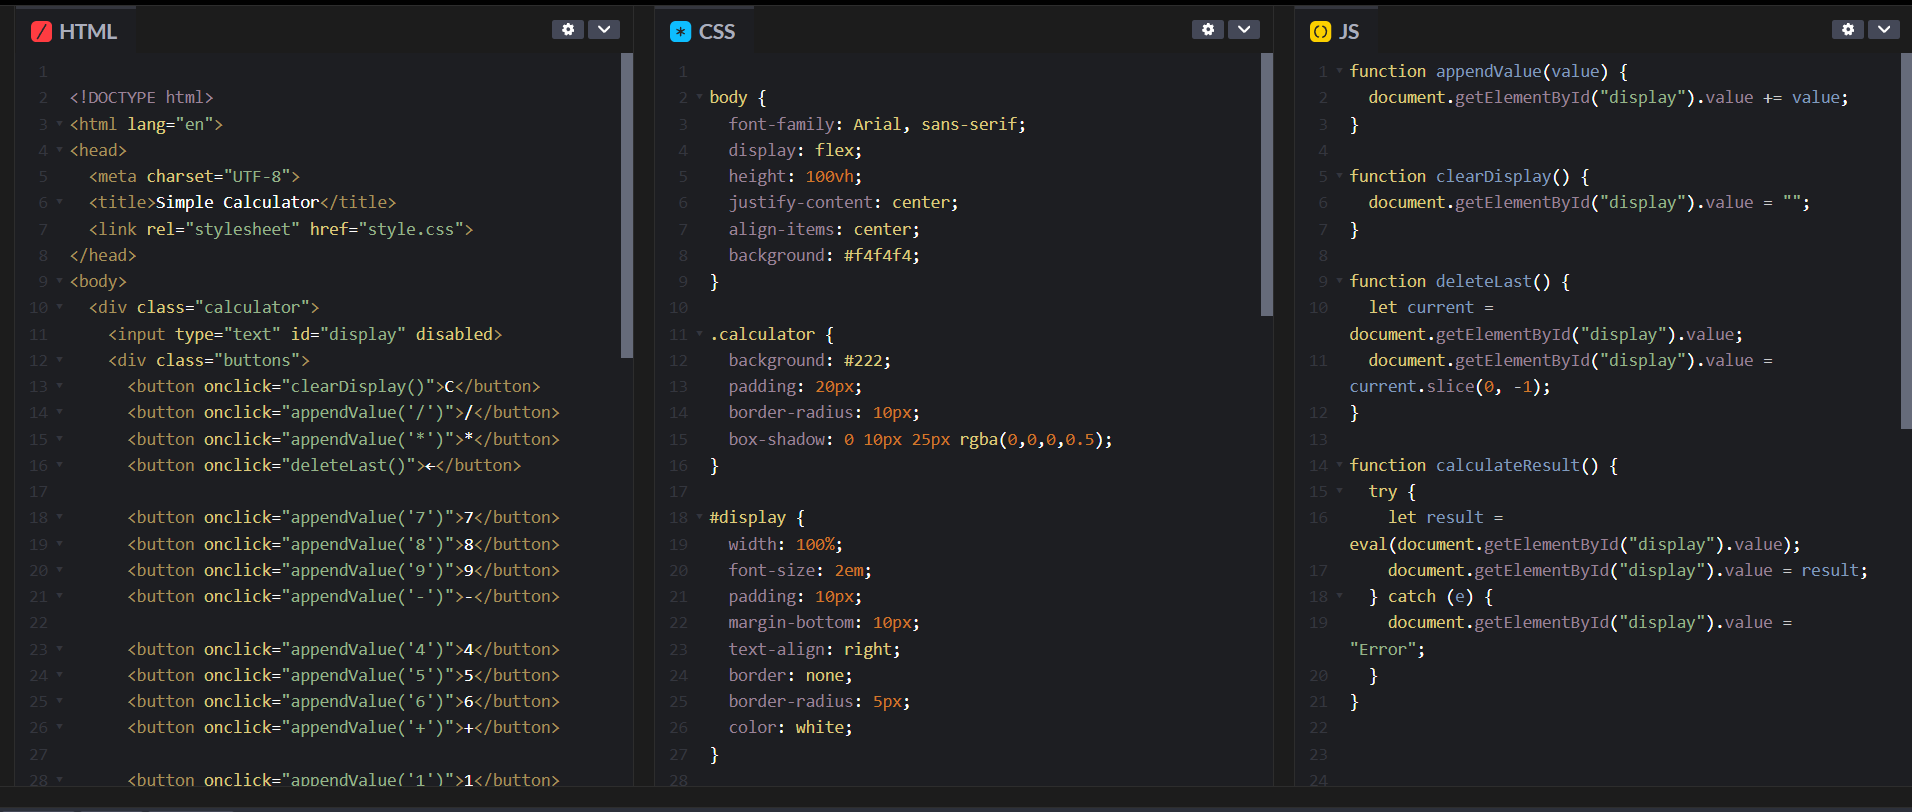 HTML
1
2 <!DOCTYPE html>
3 <html lang="en">
4 <head>
5 <meta charset="UTF-8">
6 <title>Simple Calculator</title>
7 <link rel="stylesheet" href="style.css">
8 </head>
9 <body>
10 <div class="calculator">
11 <input type="text" id="display" disabled>
12 <div class="buttons">
13 <button onclick="clearDisplay()">C</button>
14 <button onclick="appendValue('/')">/</button>
15 <button onclick="appendValue('*')">*</button>
16 <button onclick="deleteLast()">←</button>
17
18 <button onclick="appendValue('7')">7</button>
19 <button onclick="appendValue('8')">8</button>
20 <button onclick="appendValue('9')">9</button>
21 <button onclick="appendValue('-')">-</button>
22
23 <button onclick="appendValue('4')">4</button>
24 <button onclick="appendValue('5')">5</button>
25 <button onclick="appendValue('6')">6</button>
26 <button onclick="appendValue('+')">+</button>
27
28 <button onclick="appendValue('1')">1</button>
CSS
1
2 body {
3 font-family: Arial, sans-serif;
4 display: flex;
5 height: 100vh;
6 justify-content: center;
7 align-items: center;
8 background: #f4f4f4;
9 }
10
11 .calculator {
12 background: #222;
13 padding: 20px;
14 border-radius: 10px;
15 box-shadow: 0 10px 25px rgba(0,0,0,0.5);
16 }
17
18 #display {
19 width: 100%;
20 font-size: 2em;
21 padding: 10px;
22 margin-bottom: 10px;
23 text-align: right;
24 border: none;
25 border-radius: 5px;
26 color: white;
27 }
28
JS
1 function appendValue(value) {
2 document.getElementById("display").value += value;
3 }
4
5 function clearDisplay() {
6 document.getElementById("display").value = "";
7 }
8
9 function deleteLast() {
10 let current =
document.getElementById("display").value;
11 document.getElementById("display").value =
current.slice(0, -1);
12 }
13
14 function calculateResult() {
15 try {
16 let result =
eval(document.getElementById("display").value);
17 document.getElementById("display").value = result;
18 } catch (e) {
19 document.getElementById("display").value =
"Error";
20 }
21 }
22
23
24